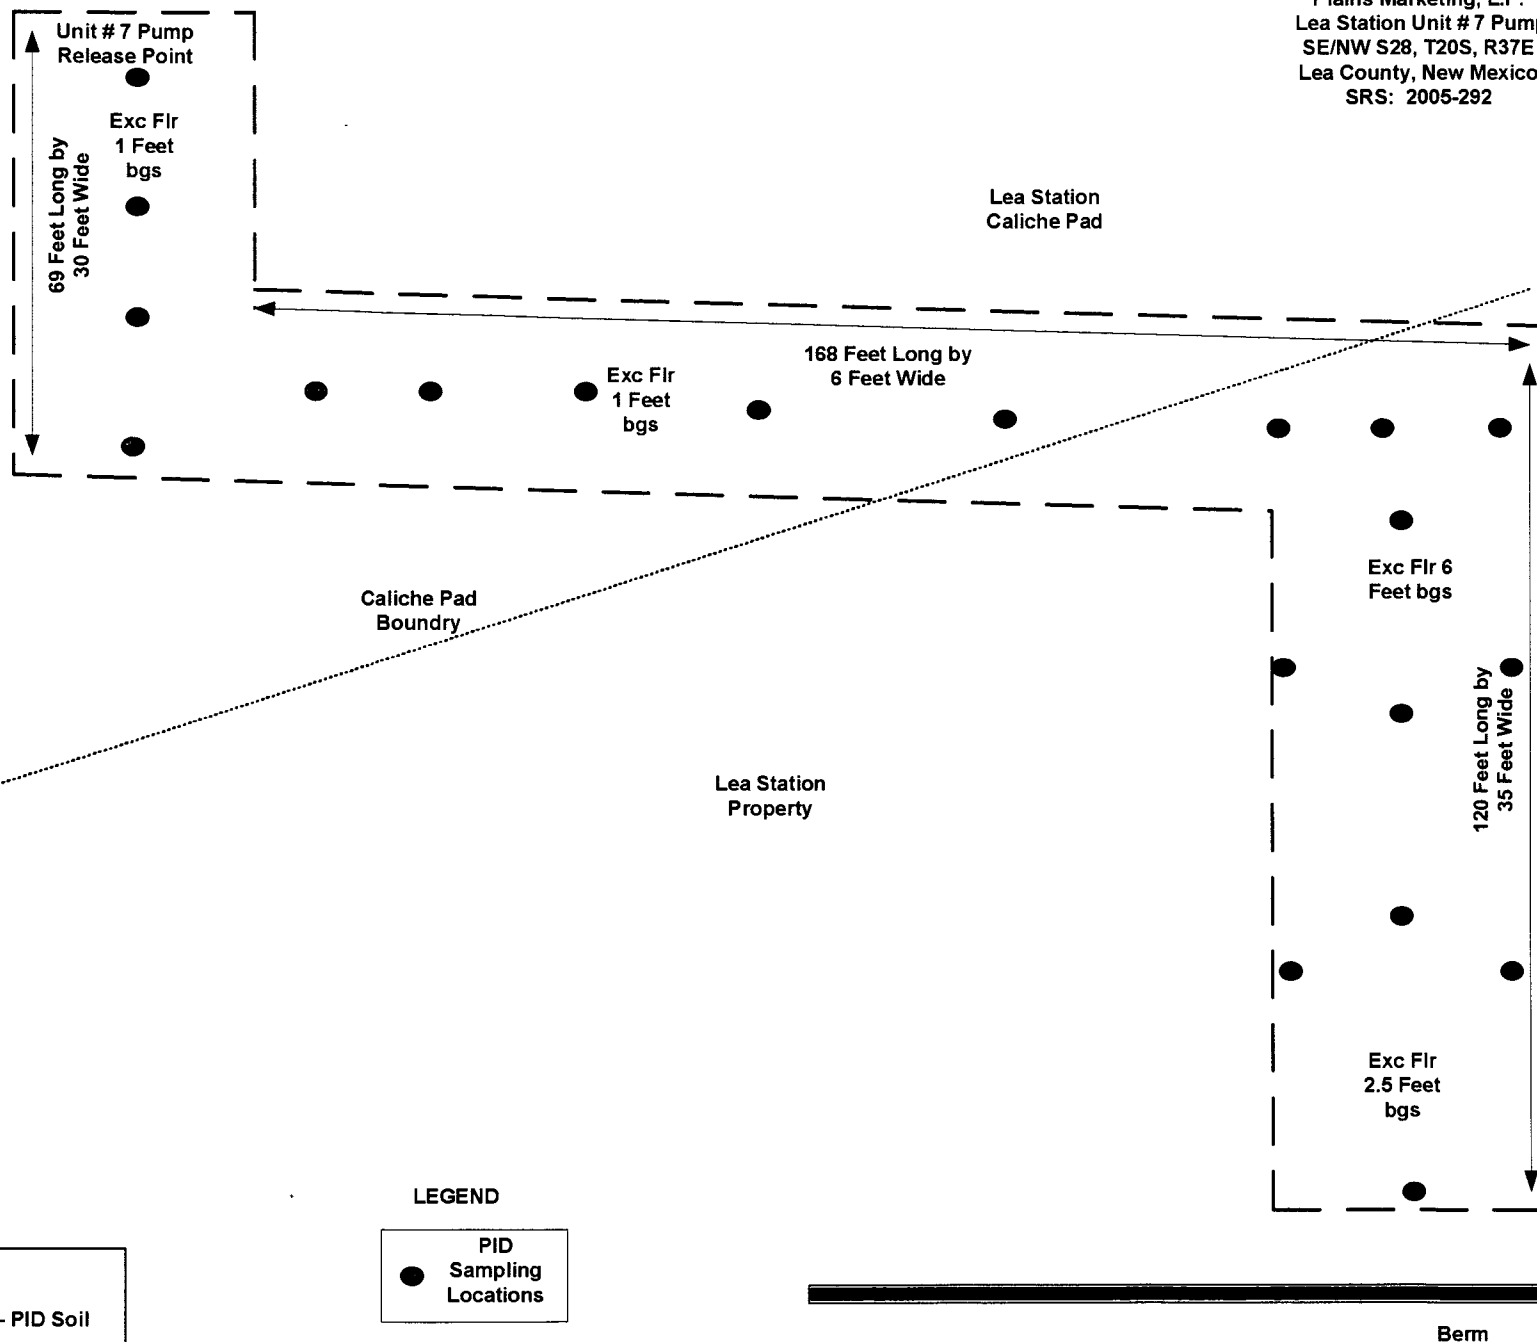 Plains Marketing, L.P.
Lea Station Unit # 7 Pump
SE/NW S28, T20S, R37E
Lea County, New Mexico
SRS: 2005-292
Unit # 7 Pump
Release Point
Exc Flr
1 Feet
bgs
69 Feet Long by
30 Feet Wide
Lea Station
Caliche Pad
168 Feet Long by
6 Feet Wide
Exc Flr
1 Feet
bgs
Exc Flr 6
Feet bgs
Caliche Pad
Boundry
120 Feet Long by
35 Feet Wide
Lea Station
Property
Exc Flr
2.5 Feet
bgs
LEGEND
PID
Sampling
Locations
- PID Soil
Berm